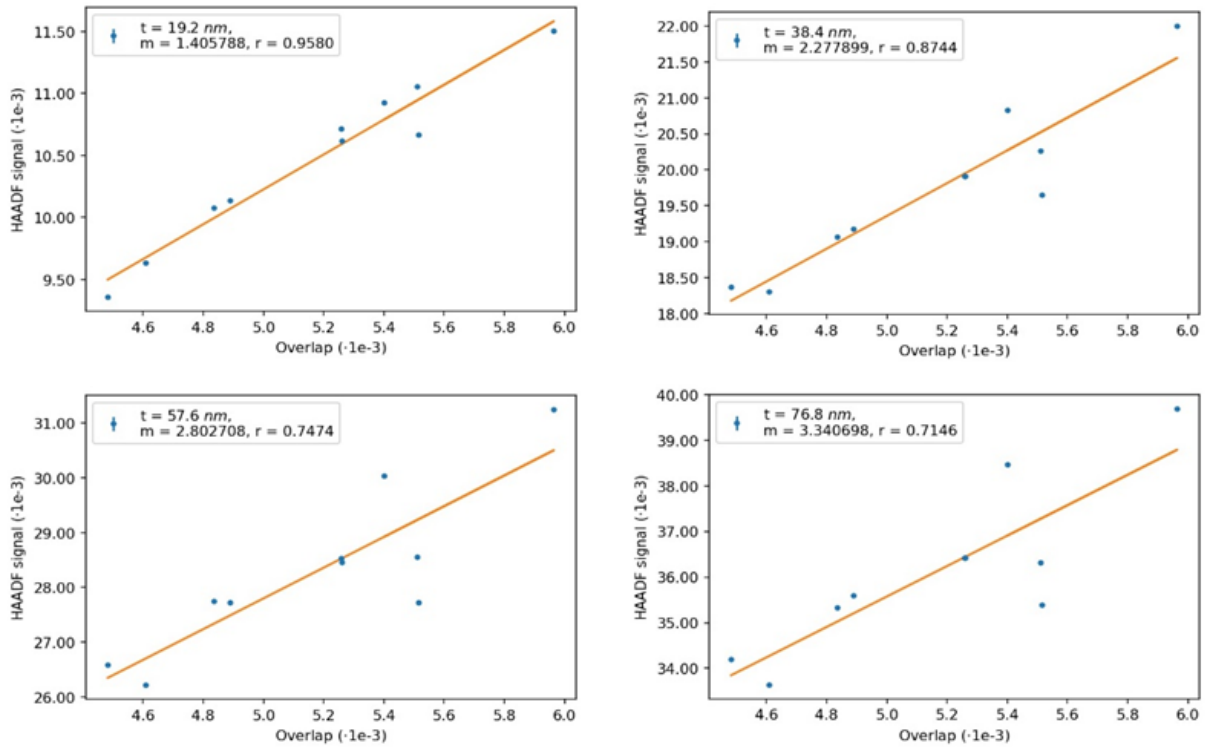 t = 19.2 nm,
m = 1.405788, r = 0.9580
HAADF signal (·1e-3)
11.50
11.00
10.50
10.00
9.50
4.6 4.8 5.0 5.2 5.4 5.6 5.8 6.0
Overlap (·1e-3)
t = 38.4 nm,
m = 2.277899, r = 0.8744
HAADF signal (·1e-3)
22.00
21.50
21.00
20.50
20.00
19.50
19.00
18.50
18.00
4.6 4.8 5.0 5.2 5.4 5.6 5.8 6.0
Overlap (·1e-3)
t = 57.6 nm,
m = 2.802708, r = 0.7474
HAADF signal (·1e-3)
31.00
30.00
29.00
28.00
27.00
26.00
4.6 4.8 5.0 5.2 5.4 5.6 5.8 6.0
Overlap (·1e-3)
t = 76.8 nm,
m = 3.340698, r = 0.7146
HAADF signal (·1e-3)
40.00
39.00
38.00
37.00
36.00
35.00
34.00
4.6 4.8 5.0 5.2 5.4 5.6 5.8 6.0
Overlap (·1e-3)